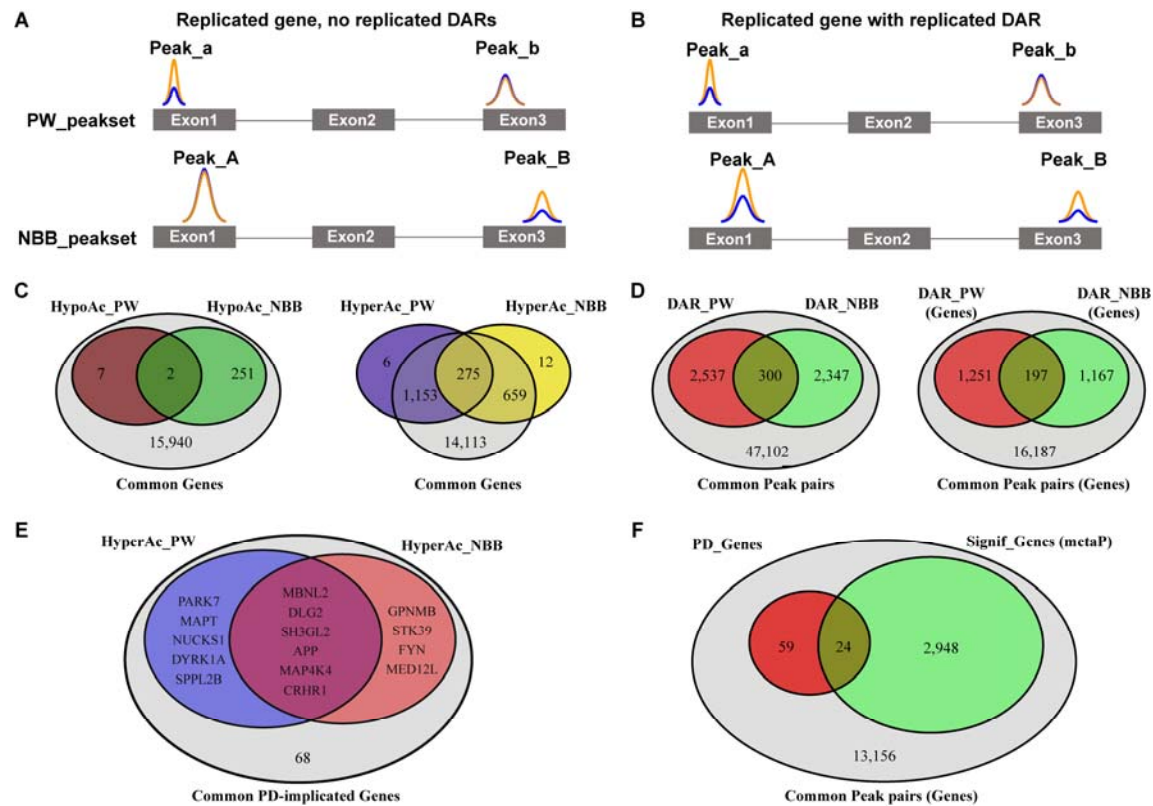 A
Replicated gene, no replicated DARs
Peak_a
Peak_b
PW_peakset
Exon1
Exon2
Exon3
Peak_A
Peak_B
NBB_peakset
Exon1
Exon2
Exon3
B
Replicated gene with replicated DAR
Peak_a
Peak_b
Exon1
Exon2
Exon3
Peak_A
Peak_B
Exon1
Exon2
Exon3
C
HypoAc_PW
HypoAc_NBB
7
2
251
15,940
Common Genes
HyperAc_PW
HyperAc_NBB
6
275
12
1,153
659
14,113
Common Genes
D
DAR_PW
DAR_NBB
2,537
300
2,347
47,102
Common Peak pairs
DAR_PW
(Genes)
DAR_NBB
(Genes)
1,251
197
1,167
16,187
Common Peak pairs (Genes)
E
HyperAc_PW
HyperAc_NBB
PARK7
MAPT
NUCKS1
DYRK1A
SPPL2B
MBNL2
DLG2
SH3GL2
APP
MAP4K4
CRHR1
GPNMB
STK39
FYN
MED12L
68
Common PD-implicated Genes
F
PD_Genes
Signif_Genes (metaP)
59
24
2,948
13,156
Common Peak pairs (Genes)